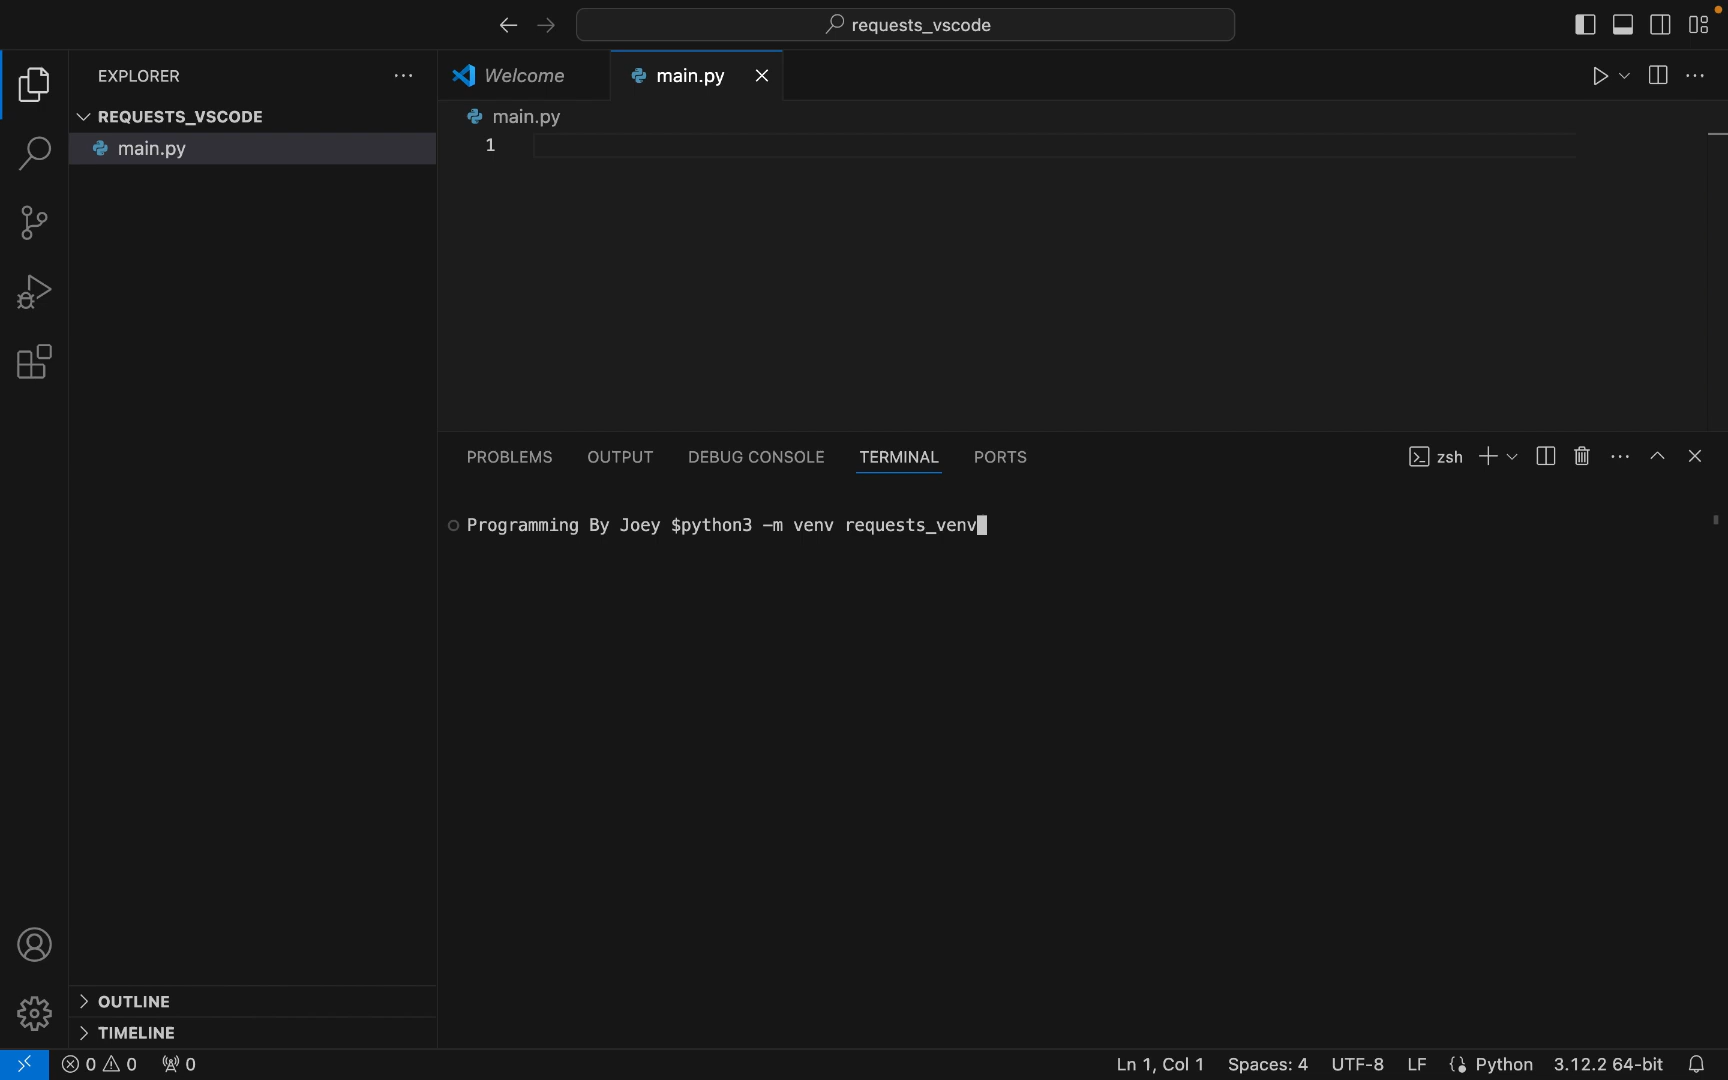 requests_vscode
EXPLORER
Welcome
main.py
REQUESTS_VSCODE
main.py
main.py
1
PROBLEMS
OUTPUT
DEBUG CONSOLE
TERMINAL
PORTS
zsh
Programming By Joey $python3 -m venv requests_venv
OUTLINE
TIMELINE
0 0 0
Ln 1, Col 1
Spaces: 4
UTF-8
LF
Python
3.12.2 64-bit